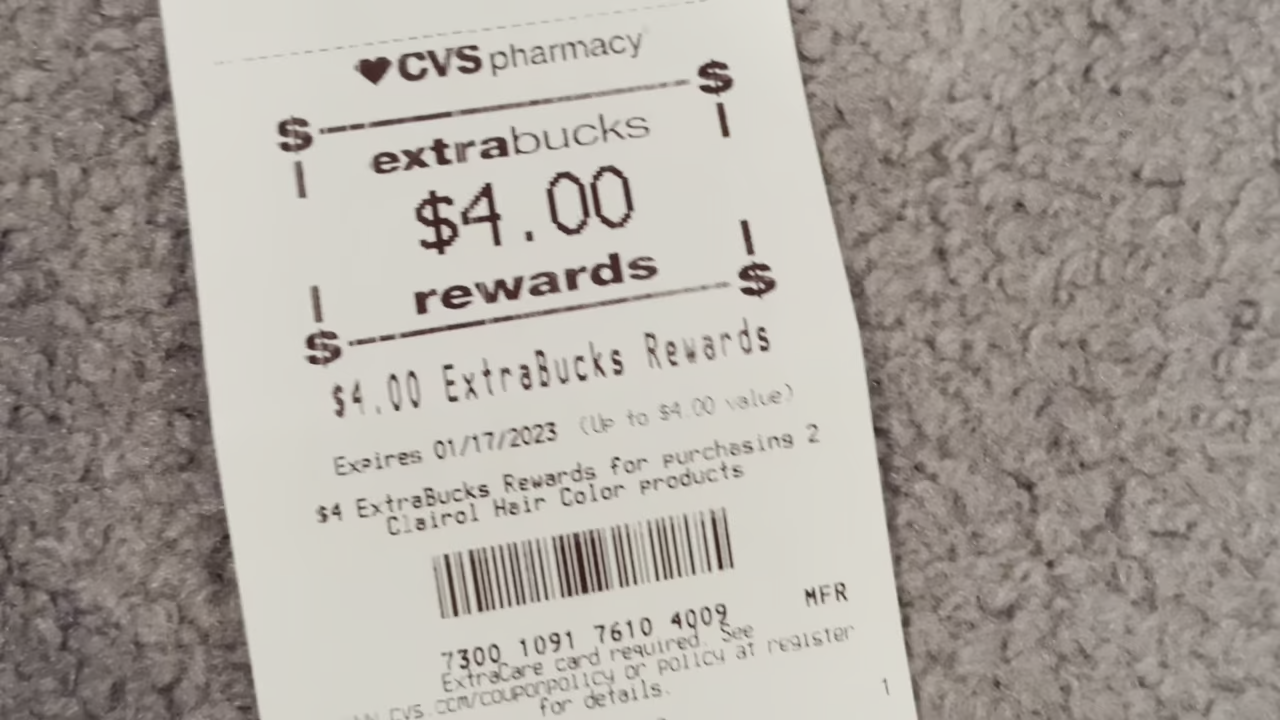 CVS pharmacy
extrabucks
$4.00
rewards
$4.00 ExtraBucks Rewards
Expires 01/17/2023 (Up to $4.00 value)
$4 ExtraBucks Rewards for purchasing 2
Clairol Hair Color products
7300 1091 7610 4009 MFR
ExtraCare card required. See
CVS.com/couponpolicy or policy at register
for details.
1